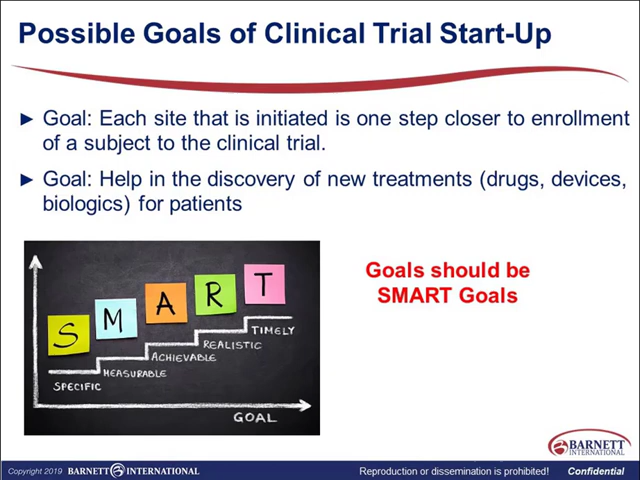 Possible Goals of Clinical Trial Start-Up
► Goal: Each site that is initiated is one step closer to enrollment
of a subject to the clinical trial.
► Goal: Help in the discovery of new treatments (drugs, devices,
biologics) for patients
S M A R T
TIMELY
REALISTIC
ACHIEVABLE
MEASURABLE
SPECIFIC
GOAL
Goals should be
SMART Goals
BARNETT
INTERNATIONAL
Copyright 2019 BARNETT INTERNATIONAL Reproduction or dissemination is prohibited! Confidential